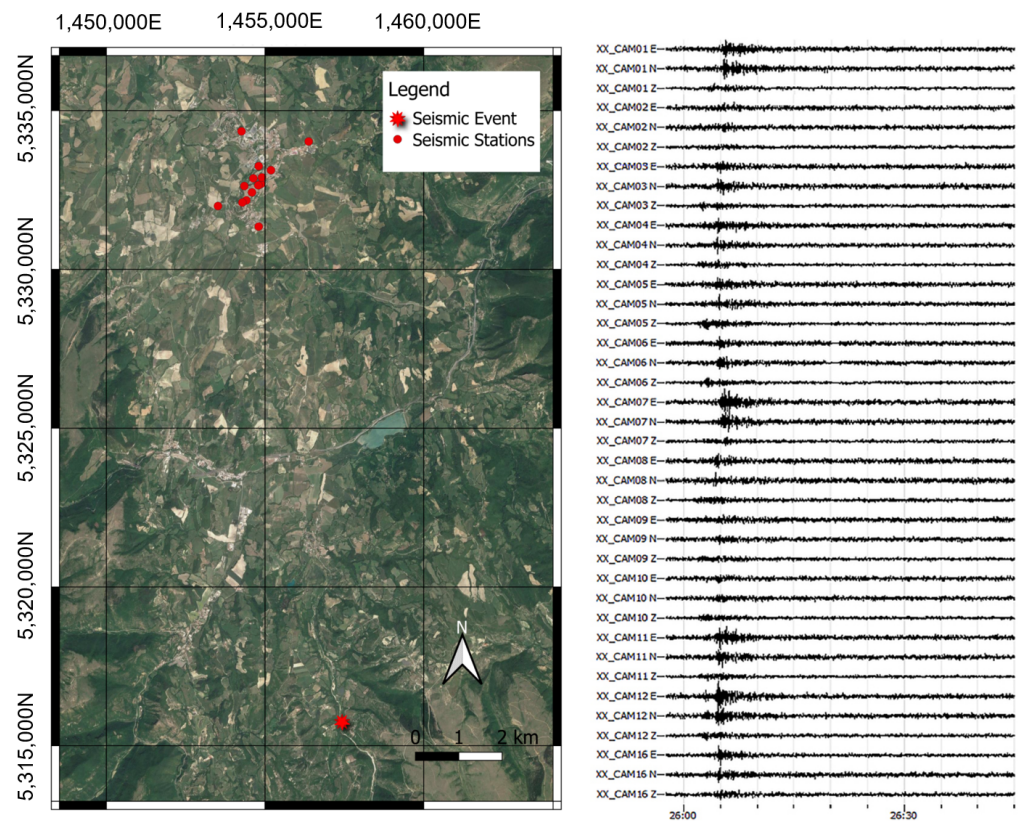 1,450,000E 1,455,000E 1,460,000E
5,335,000N
5,330,000N
5,325,000N
5,320,000N
5,315,000N
Legend
Seismic Event
Seismic Stations
N
0 1 2 km
XX_CAM01 E
XX_CAM01 N
XX_CAM01 Z
XX_CAM02 E
XX_CAM02 N
XX_CAM02 Z
XX_CAM03 E
XX_CAM03 N
XX_CAM03 Z
XX_CAM04 E
XX_CAM04 N
XX_CAM04 Z
XX_CAM05 E
XX_CAM05 N
XX_CAM05 Z
XX_CAM06 E
XX_CAM06 N
XX_CAM06 Z
XX_CAM07 E
XX_CAM07 N
XX_CAM07 Z
XX_CAM08 E
XX_CAM08 N
XX_CAM08 Z
XX_CAM09 E
XX_CAM09 N
XX_CAM09 Z
XX_CAM10 E
XX_CAM10 N
XX_CAM10 Z
XX_CAM11 E
XX_CAM11 N
XX_CAM11 Z
XX_CAM12 E
XX_CAM12 N
XX_CAM12 Z
XX_CAM16 E
XX_CAM16 N
XX_CAM16 Z
26:00 26:30